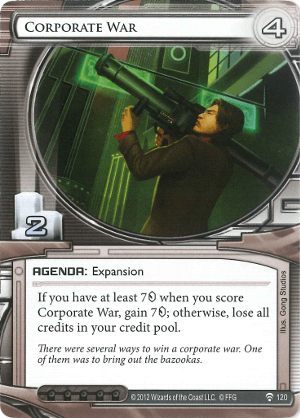 CORPORATE WAR
4
2
AGENDA: Expansion
If you have at least 7 when you score
Corporate War, gain 7; otherwise, lose all
credits in your credit pool.
There were several ways to win a corporate war. One
of them was to bring out the bazookas.
Illus. Gong Studios
©2012 Wizards of the Coast LLC. © FFG
120